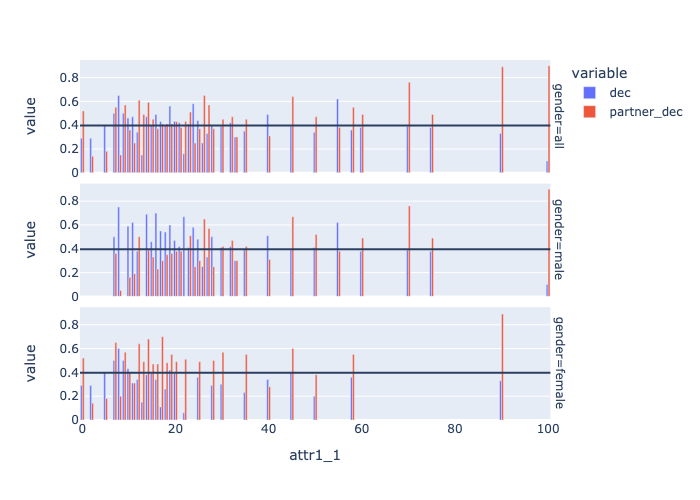 variable
dec
partner_dec
0.8
0.6
0.4
0.2
0
value
gender=all
0.8
0.6
0.4
0.2
0
value
gender=male
0.8
0.6
0.4
0.2
0
value
gender=female
0 20 40 60 80 100
attr1_1